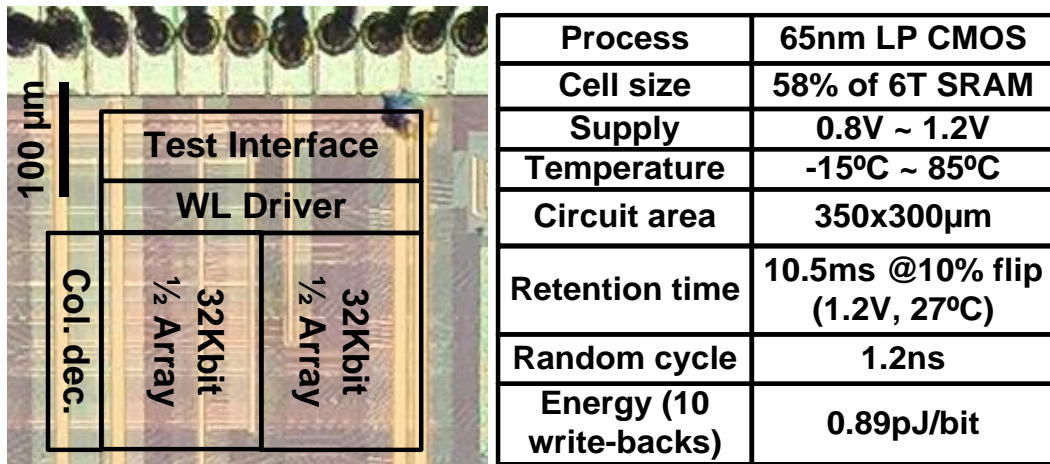 100 µm
Test Interface
WL Driver
Col. dec.
32Kbit
½ Array
32Kbit
½ Array
Process 65nm LP CMOS
Cell size 58% of 6T SRAM
Supply 0.8V ~ 1.2V
Temperature -15ºC ~ 85ºC
Circuit area 350x300µm
Retention time 10.5ms @10% flip
(1.2V, 27ºC)
Random cycle 1.2ns
Energy (10
write-backs) 0.89pJ/bit